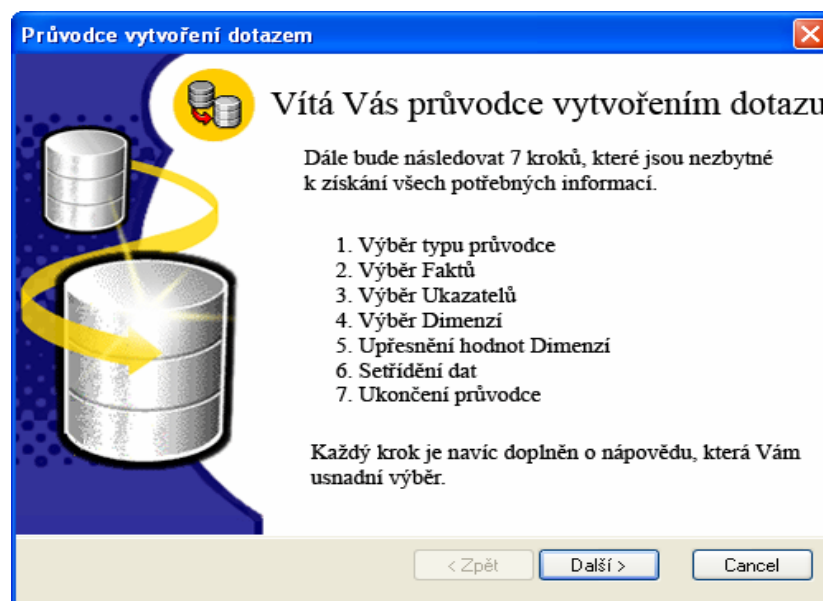 Průvodce vytvoření dotazem
Vítá Vás průvodce vytvořením dotazu
Dále bude následovat 7 kroků, které jsou nezbytné
k získání všech potřebných informací.
1. Výběr typu průvodce
2. Výběr Faktů
3. Výběr Ukazatelů
4. Výběr Dimenzí
5. Upřesnění hodnot Dimenzí
6. Setřídění dat
7. Ukončení průvodce
Každý krok je navíc doplněn o nápovědu, která Vám
usnadní výběr.
< Zpět Další > Cancel